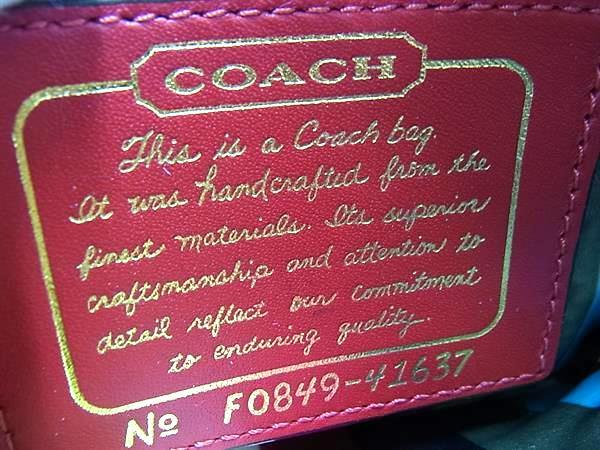 COACH
This is a Coach bag.
It was handcrafted from the
finest materials. Its superior
craftsmanship and attention to
detail reflect our commitment
to enduring quality.
No F0849-41637